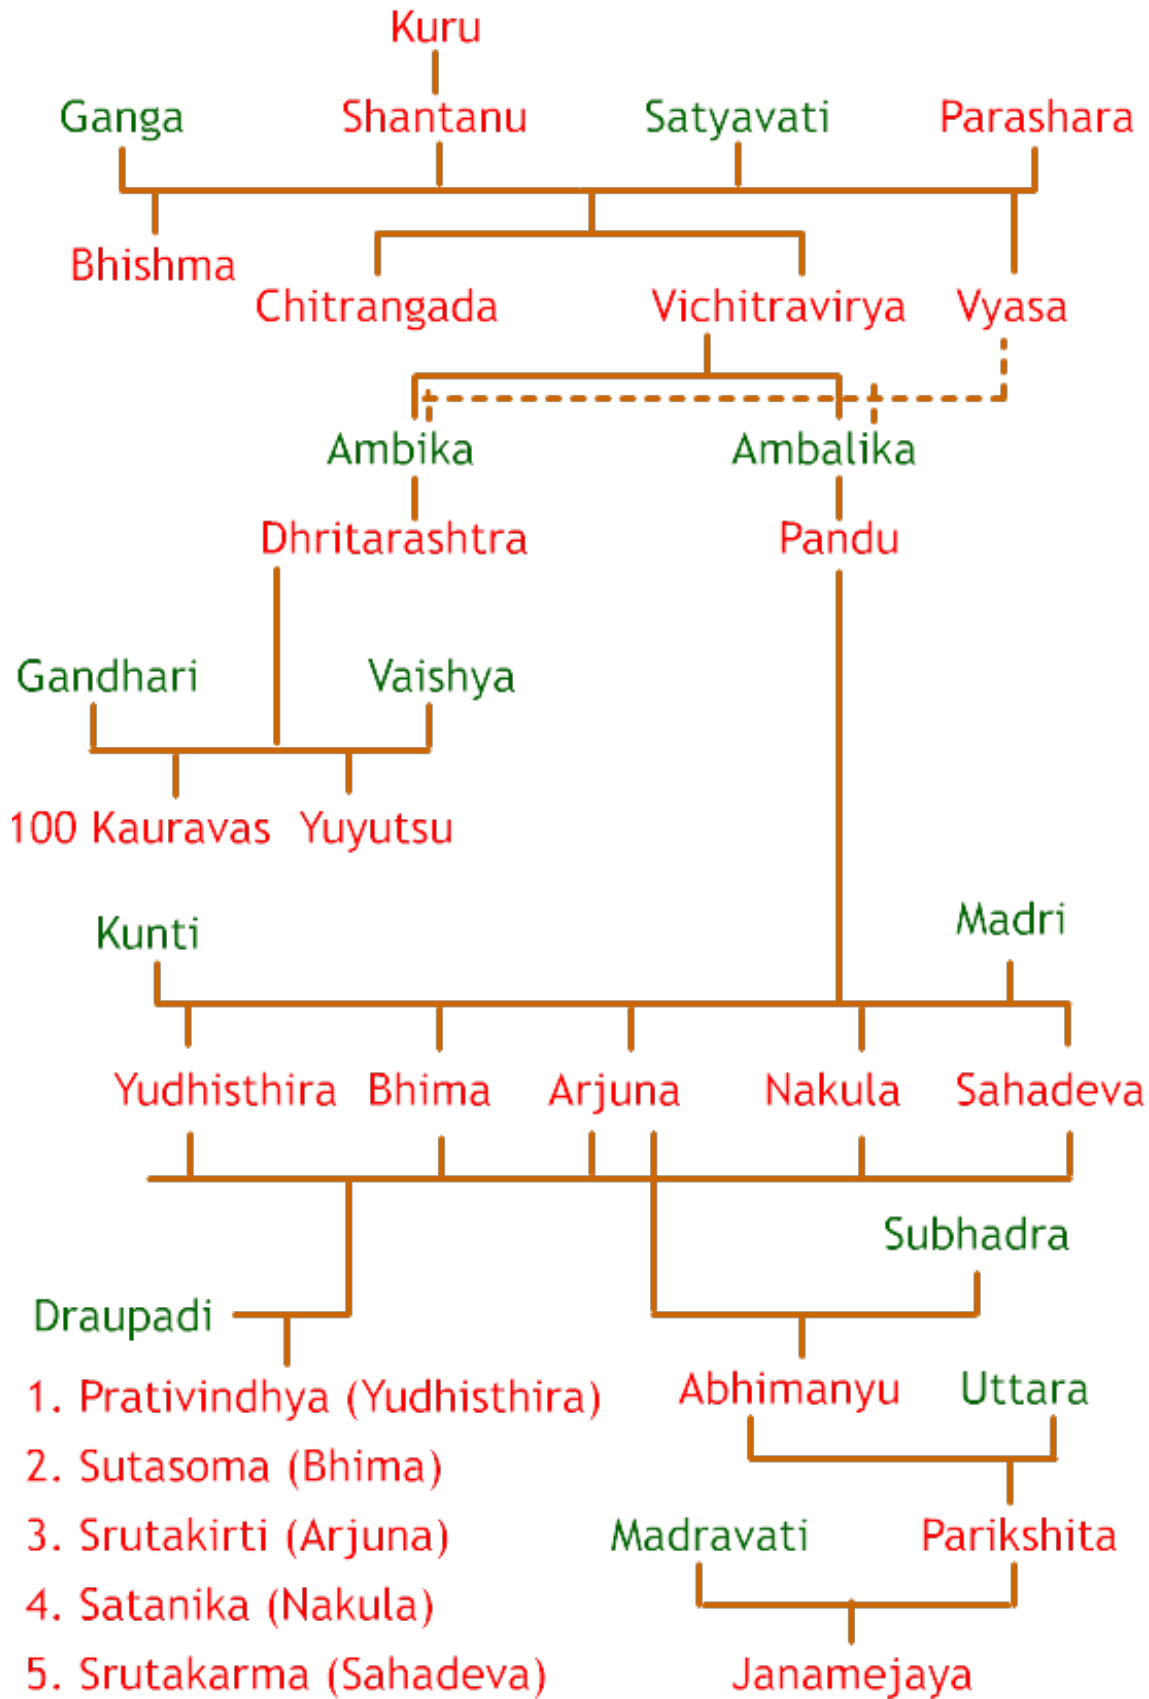 Kuru
Ganga Shantanu Satyavati Parashara
Bhishma
Chitrangada Vichitravirya Vyasa
Ambika Ambalika
Dhritarashtra Pandu
Gandhari Vaishya
100 Kauravas Yuyutsu
Kunti Madri
Yudhisthira Bhima Arjuna Nakula Sahadeva
Subhadra
Draupadi
1. Prativindhya (Yudhisthira)
2. Sutasoma (Bhima)
3. Srutakirti (Arjuna)
4. Satanika (Nakula)
5. Srutakarma (Sahadeva)
Abhimanyu Uttara
Madravati Parikshita
Janamejaya